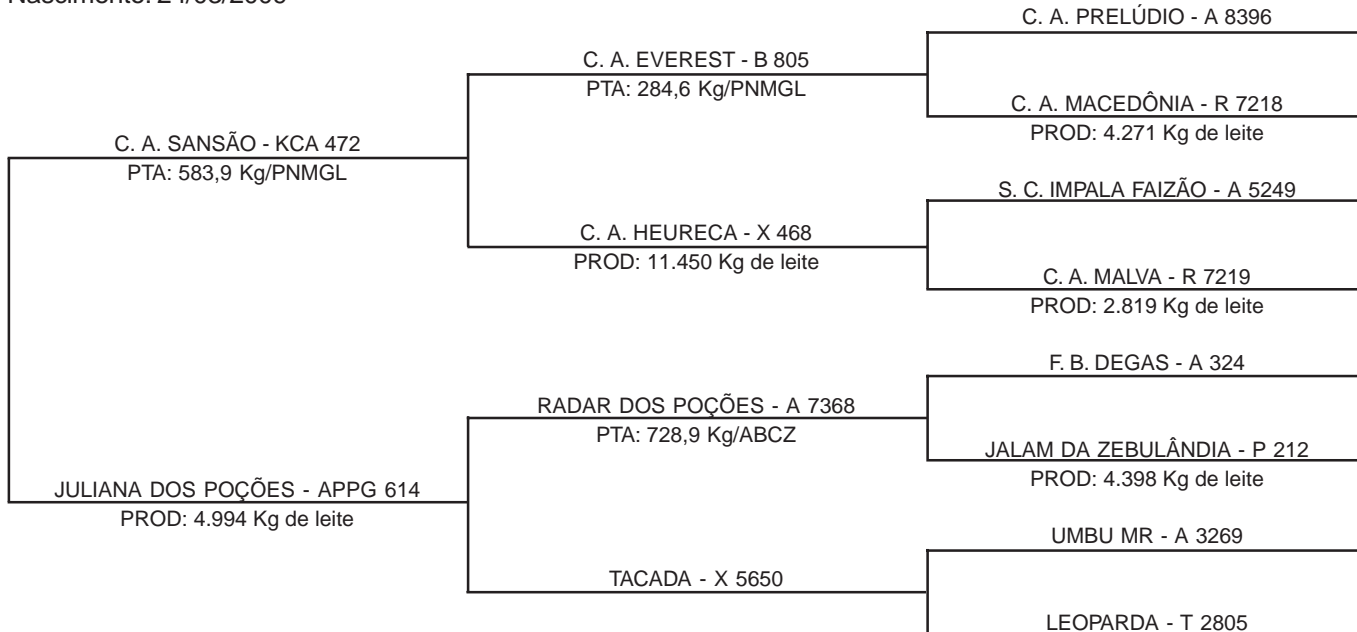 C. A. PRELÚDIO - A 8396
C. A. EVEREST - B 805
PTA: 284,6 Kg/PNMGL
C. A. MACEDÔNIA - R 7218
PROD: 4.271 Kg de leite
C. A. SANSÃO - KCA 472
PTA: 583,9 Kg/PNMGL
S. C. IMPALA FAIZÃO - A 5249
C. A. HEURECA - X 468
PROD: 11.450 Kg de leite
C. A. MALVA - R 7219
PROD: 2.819 Kg de leite
F. B. DEGAS - A 324
RADAR DOS POÇÕES - A 7368
PTA: 728,9 Kg/ABCZ
JALAM DA ZEBULÂNDIA - P 212
PROD: 4.398 Kg de leite
JULIANA DOS POÇÕES - APPG 614
PROD: 4.994 Kg de leite
UMBU MR - A 3269
TACADA - X 5650
LEOPARDA - T 2805